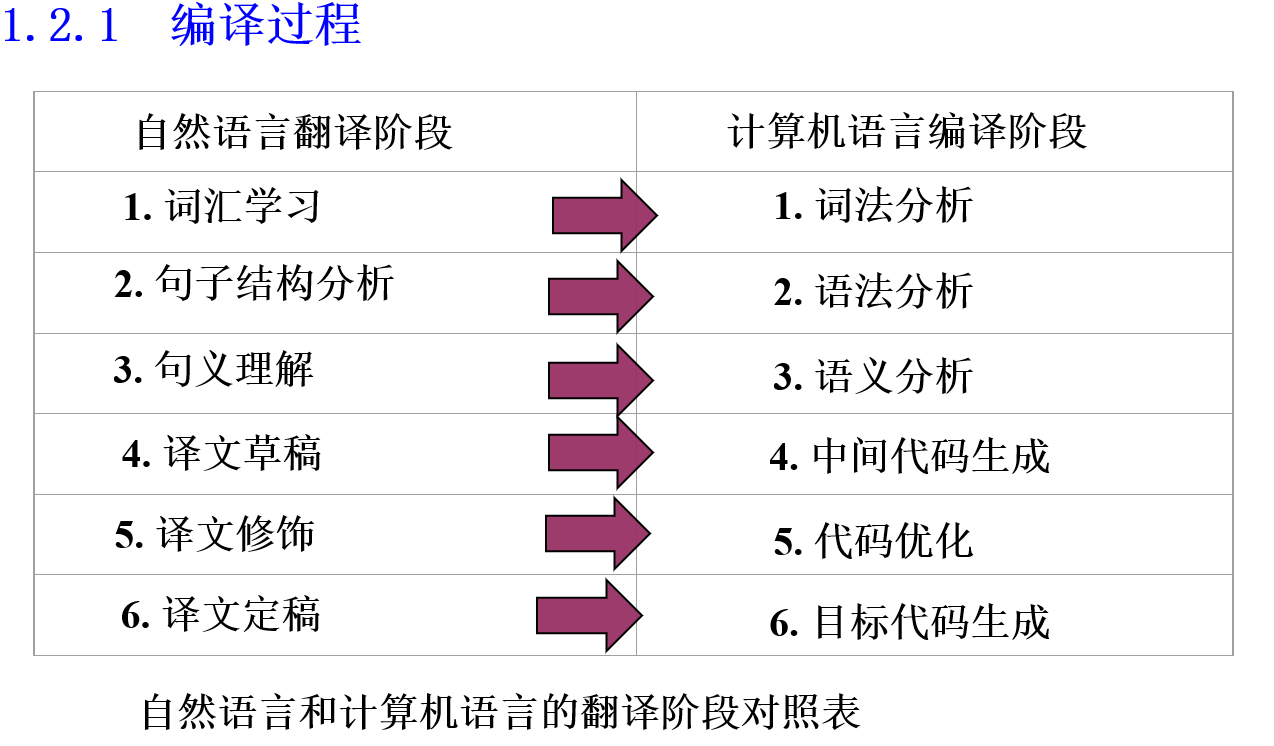 1.2.1 编译过程
自然语言翻译阶段 计算机语言编译阶段
1. 词汇学习 1. 词法分析
2. 句子结构分析 2. 语法分析
3. 句义理解 3. 语义分析
4. 译文草稿 4. 中间代码生成
5. 译文修饰 5. 代码优化
6. 译文定稿 6. 目标代码生成
自然语言和计算机语言的翻译阶段对照表